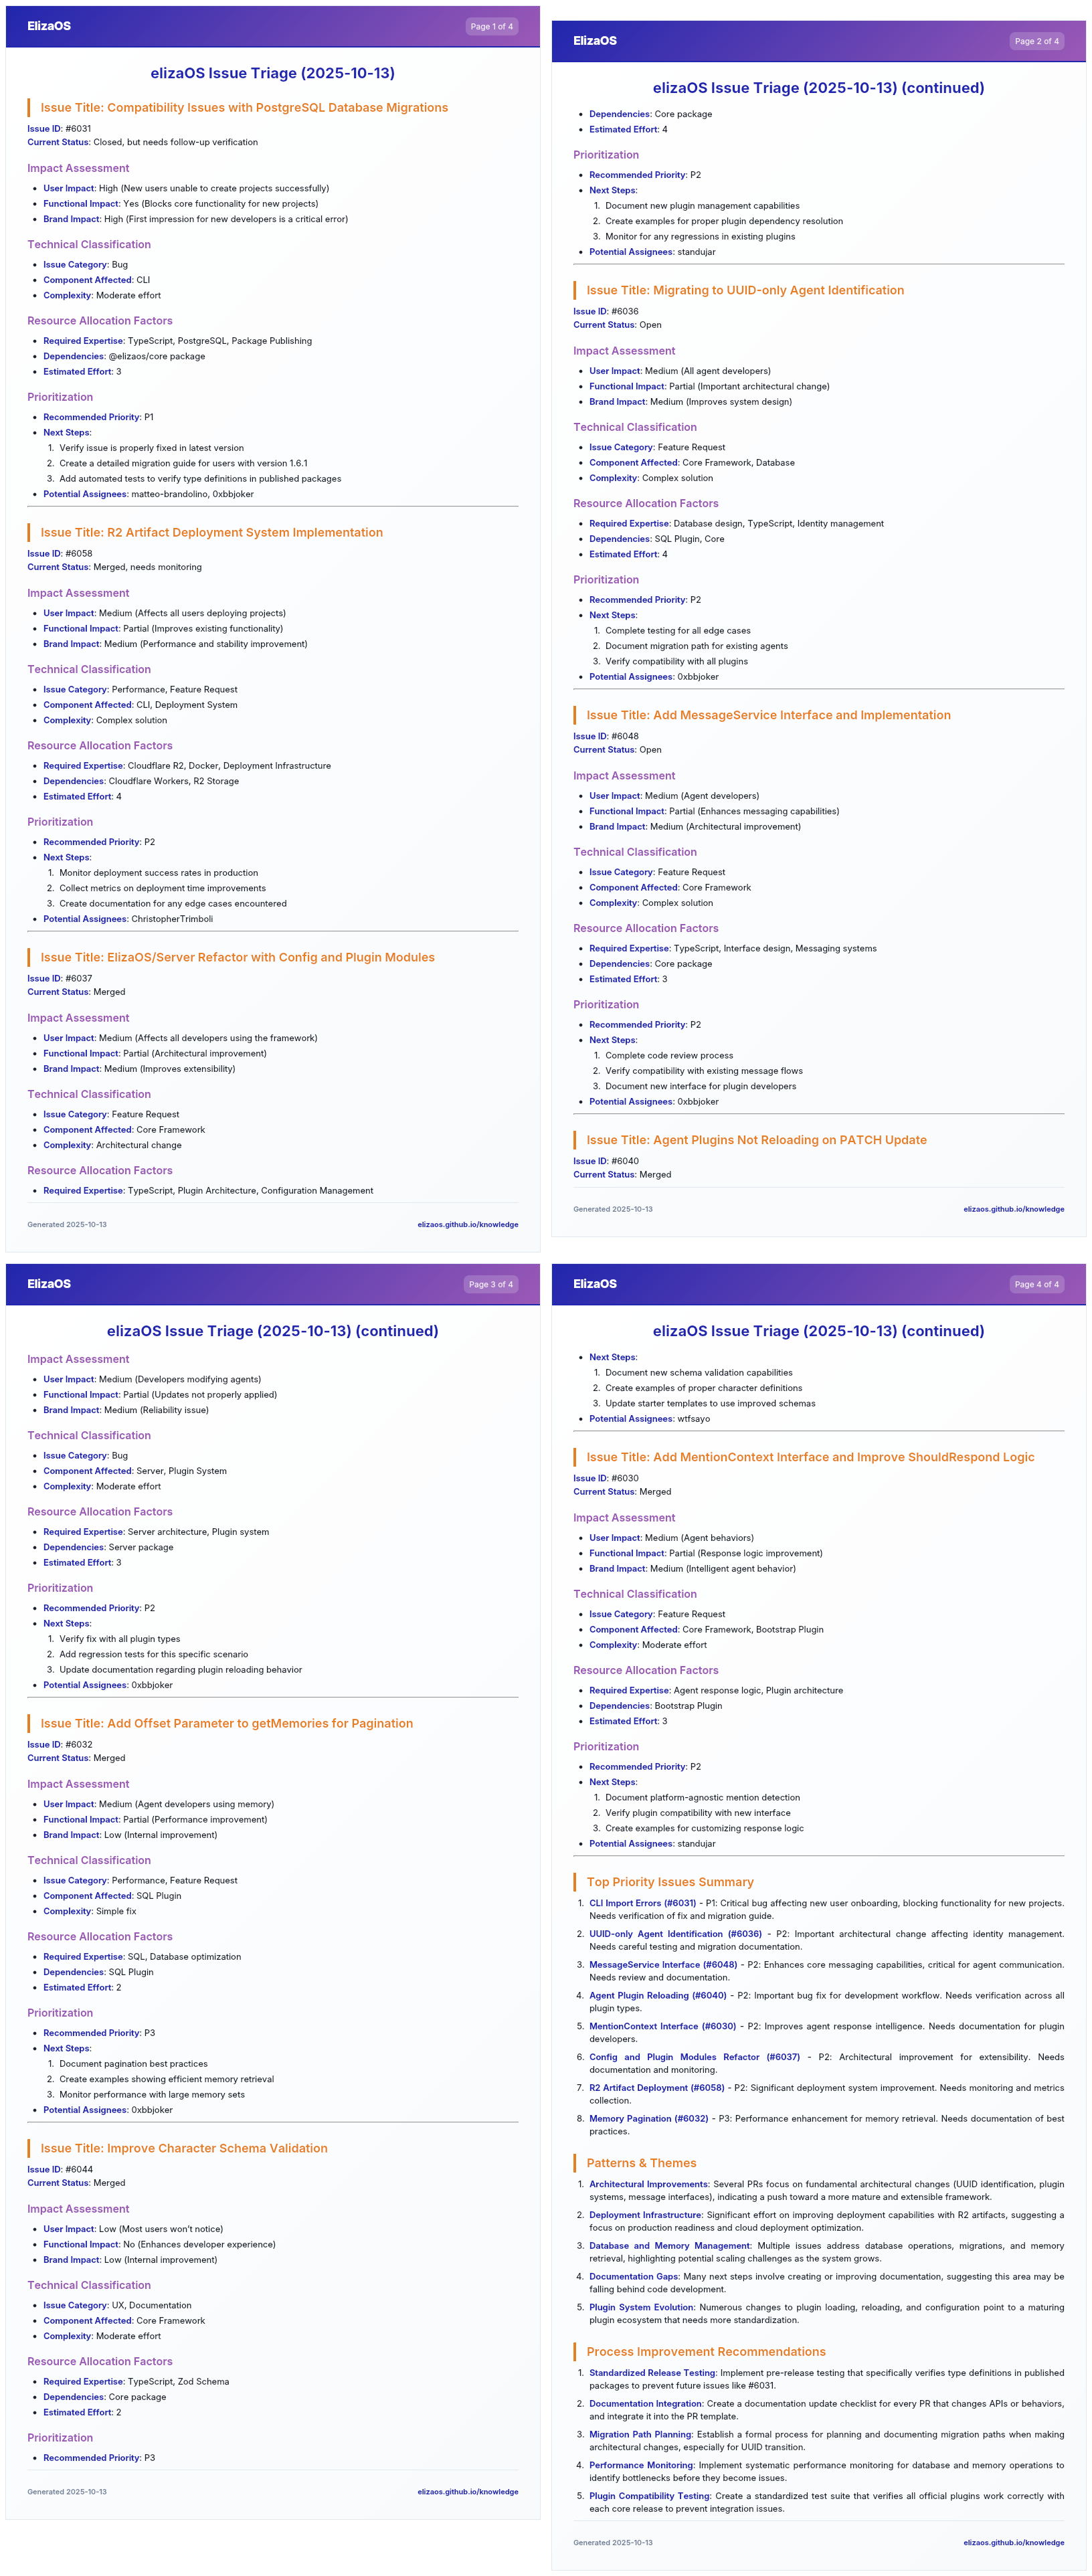 ElizaOS
Page 1 of 4
elizaOS Issue Triage (2025-10-13)
Issue Title: Compatibility Issues with PostgreSQL Database Migrations
Issue ID: #6031
Current Status: Closed, but needs follow-up verification
Impact Assessment
• User Impact: High (New users unable to create projects successfully)
• Functional Impact: Yes (Blocks core functionality for new projects)
• Brand Impact: High (First impression for new developers is a critical error)
Technical Classification
• Issue Category: Bug
• Component Affected: CLI
• Complexity: Moderate effort
Resource Allocation Factors
• Required Expertise: TypeScript, PostgreSQL, Package Publishing
• Dependencies: @elizaos/core package
• Estimated Effort: 3
Prioritization
• Recommended Priority: P1
• Next Steps:
1. Verify issue is properly fixed in latest version
2. Create a detailed migration guide for users with version 1.6.1
3. Add automated tests to verify type definitions in published packages
• Potential Assignees: matteo-brandolino, 0xbbjoker
Issue Title: R2 Artifact Deployment System Implementation
Issue ID: #6058
Current Status: Merged, needs monitoring
Impact Assessment
• User Impact: Medium (Affects all users deploying projects)
• Functional Impact: Partial (Improves existing functionality)
• Brand Impact: Medium (Performance and stability improvement)
Technical Classification
• Issue Category: Performance, Feature Request
• Component Affected: CLI, Deployment System
• Complexity: Complex solution
Resource Allocation Factors
• Required Expertise: Cloudflare R2, Docker, Deployment Infrastructure
• Dependencies: Cloudflare Workers, R2 Storage
• Estimated Effort: 4
Prioritization
• Recommended Priority: P2
• Next Steps:
1. Monitor deployment success rates in production
2. Collect metrics on deployment time improvements
3. Create documentation for any edge cases encountered
• Potential Assignees: ChristopherTrimboli
Issue Title: ElizaOS/Server Refactor with Config and Plugin Modules
Issue ID: #6037
Current Status: Merged
Impact Assessment
• User Impact: Medium (Affects all developers using the framework)
• Functional Impact: Partial (Architectural improvement)
• Brand Impact: Medium (Improves extensibility)
Technical Classification
• Issue Category: Feature Request
• Component Affected: Core Framework
• Complexity: Architectural change
Resource Allocation Factors
• Required Expertise: TypeScript, Plugin Architecture, Configuration Management
Generated 2025-10-13
elizaos.github.io/knowledge
ElizaOS
Page 2 of 4
elizaOS Issue Triage (2025-10-13) (continued)
• Dependencies: Core package
• Estimated Effort: 4
Prioritization
• Recommended Priority: P2
• Next Steps:
1. Document new plugin management capabilities
2. Create examples for proper plugin dependency resolution
3. Monitor for any regressions in existing plugins
• Potential Assignees: standujar
Issue Title: Migrating to UUID-only Agent Identification
Issue ID: #6036
Current Status: Open
Impact Assessment
• User Impact: Medium (All agent developers)
• Functional Impact: Partial (Important architectural change)
• Brand Impact: Medium (Improves system design)
Technical Classification
• Issue Category: Feature Request
• Component Affected: Core Framework, Database
• Complexity: Complex solution
Resource Allocation Factors
• Required Expertise: Database design, TypeScript, Identity management
• Dependencies: SQL Plugin, Core
• Estimated Effort: 4
Prioritization
• Recommended Priority: P2
• Next Steps:
1. Complete testing for all edge cases
2. Document migration path for existing agents
3. Verify compatibility with all plugins
• Potential Assignees: 0xbbjoker
Issue Title: Add MessageService Interface and Implementation
Issue ID: #6048
Current Status: Open
Impact Assessment
• User Impact: Medium (Agent developers)
• Functional Impact: Partial (Enhances messaging capabilities)
• Brand Impact: Medium (Architectural improvement)
Technical Classification
• Issue Category: Feature Request
• Component Affected: Core Framework
• Complexity: Complex solution
Resource Allocation Factors
• Required Expertise: TypeScript, Interface design, Messaging systems
• Dependencies: Core package
• Estimated Effort: 3
Prioritization
• Recommended Priority: P2
• Next Steps:
1. Complete code review process
2. Verify compatibility with existing message flows
3. Document new interface for plugin developers
• Potential Assignees: 0xbbjoker
Issue Title: Agent Plugins Not Reloading on PATCH Update
Issue ID: #6040
Current Status: Merged
Generated 2025-10-13
elizaos.github.io/knowledge
ElizaOS
Page 3 of 4
elizaOS Issue Triage (2025-10-13) (continued)
Impact Assessment
• User Impact: Medium (Developers modifying agents)
• Functional Impact: Partial (Updates not properly applied)
• Brand Impact: Medium (Reliability issue)
Technical Classification
• Issue Category: Bug
• Component Affected: Server, Plugin System
• Complexity: Moderate effort
Resource Allocation Factors
• Required Expertise: Server architecture, Plugin system
• Dependencies: Server package
• Estimated Effort: 3
Prioritization
• Recommended Priority: P2
• Next Steps:
1. Verify fix with all plugin types
2. Add regression tests for this specific scenario
3. Update documentation regarding plugin reloading behavior
• Potential Assignees: 0xbbjoker
Issue Title: Add Offset Parameter to getMemories for Pagination
Issue ID: #6032
Current Status: Merged
Impact Assessment
• User Impact: Medium (Agent developers using memory)
• Functional Impact: Partial (Performance improvement)
• Brand Impact: Low (Internal improvement)
Technical Classification
• Issue Category: Performance, Feature Request
• Component Affected: SQL Plugin
• Complexity: Simple fix
Resource Allocation Factors
• Required Expertise: SQL, Database optimization
• Dependencies: SQL Plugin
• Estimated Effort: 2
Prioritization
• Recommended Priority: P3
• Next Steps:
1. Document pagination best practices
2. Create examples showing efficient memory retrieval
3. Monitor performance with large memory sets
• Potential Assignees: 0xbbjoker
Issue Title: Improve Character Schema Validation
Issue ID: #6044
Current Status: Merged
Impact Assessment
• User Impact: Low (Most users won't notice)
• Functional Impact: No (Enhances developer experience)
• Brand Impact: Low (Internal improvement)
Technical Classification
• Issue Category: UX, Documentation
• Component Affected: Core Framework
• Complexity: Moderate effort
Resource Allocation Factors
• Required Expertise: TypeScript, Zod Schema
• Dependencies: Core package
• Estimated Effort: 2
Prioritization
• Recommended Priority: P3
Generated 2025-10-13
elizaos.github.io/knowledge
ElizaOS
Page 4 of 4
elizaOS Issue Triage (2025-10-13) (continued)
• Next Steps:
1. Document new schema validation capabilities
2. Create examples of proper character definitions
3. Update starter templates to use improved schemas
• Potential Assignees: wtfsayo
Issue Title: Add MentionContext Interface and Improve ShouldRespond Logic
Issue ID: #6030
Current Status: Merged
Impact Assessment
• User Impact: Medium (Agent behaviors)
• Functional Impact: Partial (Response logic improvement)
• Brand Impact: Medium (Intelligent agent behavior)
Technical Classification
• Issue Category: Feature Request
• Component Affected: Core Framework, Bootstrap Plugin
• Complexity: Moderate effort
Resource Allocation Factors
• Required Expertise: Agent response logic, Plugin architecture
• Dependencies: Bootstrap Plugin
• Estimated Effort: 3
Prioritization
• Recommended Priority: P2
• Next Steps:
1. Document platform-agnostic mention detection
2. Verify plugin compatibility with new interface
3. Create examples for customizing response logic
• Potential Assignees: standujar
Top Priority Issues Summary
1. CLI Import Errors (#6031) - P1: Critical bug affecting new user onboarding, blocking functionality for new projects.
Needs verification of fix and migration guide.
2. UUID-only Agent Identification (#6036) - P2: Important architectural change affecting identity management.
Needs careful testing and migration documentation.
3. MessageService Interface (#6048) - P2: Enhances core messaging capabilities, critical for agent communication.
Needs review and documentation.
4. Agent Plugin Reloading (#6040) - P2: Important bug fix for development workflow. Needs verification across all
plugin types.
5. MentionContext Interface (#6030) - P2: Improves agent response intelligence. Needs documentation for plugin
developers.
6. Config and Plugin Modules Refactor (#6037) - P2: Architectural improvement for extensibility. Needs
documentation and monitoring.
7. R2 Artifact Deployment (#6058) - P2: Significant deployment system improvement. Needs monitoring and metrics
collection.
8. Memory Pagination (#6032) - P3: Performance enhancement for memory retrieval. Needs documentation of best
practices.
Patterns & Themes
1. Architectural Improvements: Several PRs focus on fundamental architectural changes (UUID identification, plugin
systems, message interfaces), indicating a push toward a more mature and extensible framework.
2. Deployment Infrastructure: Significant effort on improving deployment capabilities with R2 artifacts, suggesting a
focus on production readiness and cloud deployment optimization.
3. Database and Memory Management: Multiple issues address database operations, migrations, and memory
retrieval, highlighting potential scaling challenges as the system grows.
4. Documentation Gaps: Many next steps involve creating or improving documentation, suggesting this area may be
falling behind code development.
5. Plugin System Evolution: Numerous changes to plugin loading, reloading, and configuration point to a maturing
plugin ecosystem that needs more standardization.
Process Improvement Recommendations
1. Standardized Release Testing: Implement pre-release testing that specifically verifies type definitions in published
packages to prevent future issues like #6031.
2. Documentation Integration: Create a documentation update checklist for every PR that changes APIs or behaviors,
and integrate it into the PR template.
3. Migration Path Planning: Establish a formal process for planning and documenting migration paths when making
architectural changes, especially for UUID transition.
4. Performance Monitoring: Implement systematic performance monitoring for database and memory operations to
identify bottlenecks before they become issues.
5. Plugin Compatibility Testing: Create a standardized test suite that verifies all official plugins work correctly with
each core release to prevent integration issues.
Generated 2025-10-13
elizaos.github.io/knowledge